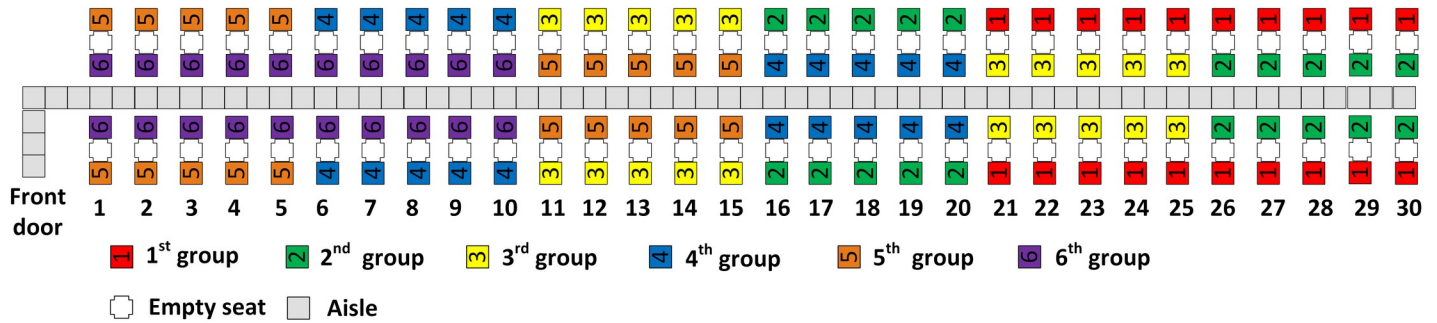 5 5 5 5 5 4 4 4 4 4 3 3 3 3 3 2 2 2 2 2 1 1 1 1 1 1 1 1 1 1
6 6 6 6 6 6 6 6 6 6 5 5 5 5 5 4 4 4 4 4 3 3 3 3 3 2 2 2 2 2
6 6 6 6 6 6 6 6 6 6 5 5 5 5 5 4 4 4 4 4 3 3 3 3 3 2 2 2 2 2
5 5 5 5 5 4 4 4 4 4 3 3 3 3 3 2 2 2 2 2 1 1 1 1 1 1 1 1 1 1
Front
door
1 2 3 4 5 6 7 8 9 10 11 12 13 14 15 16 17 18 19 20 21 22 23 24 25 26 27 28 29 30
1 1st group 2 2nd group 3 3rd group 4 4th group 5 5th group 6 6th group
Empty seat Aisle